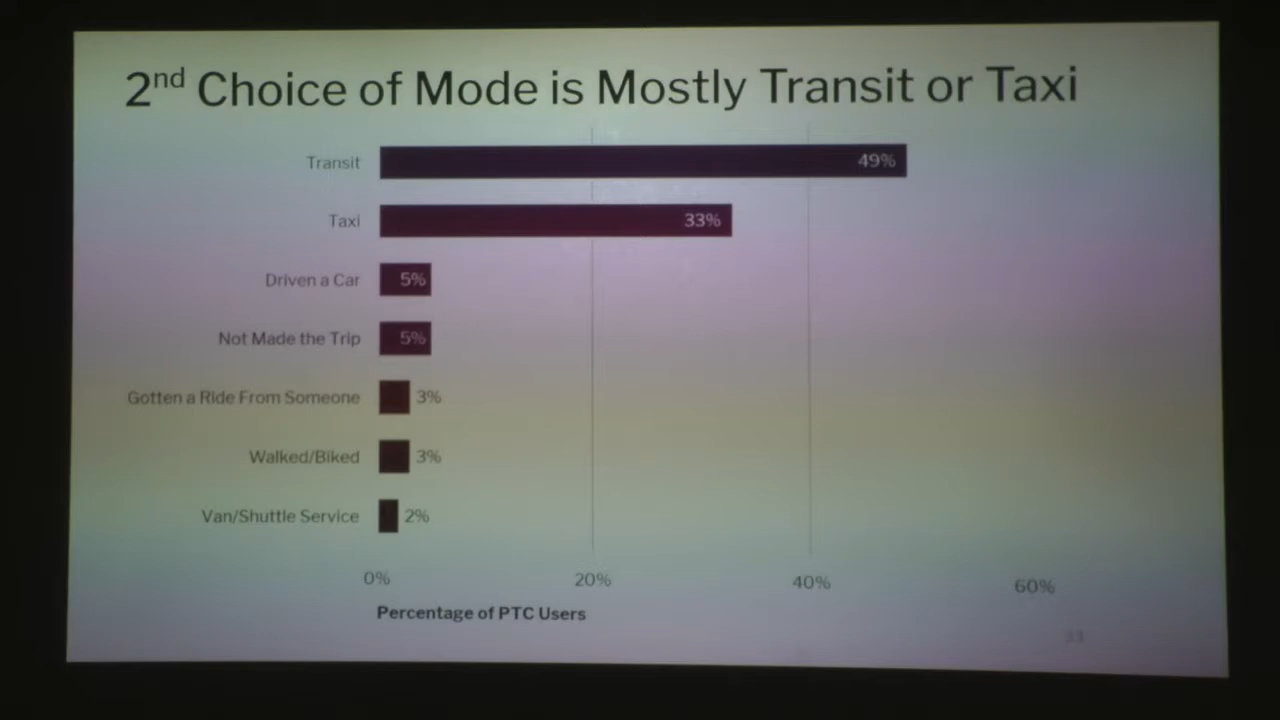 2nd Choice of Mode is Mostly Transit or Taxi
Transit 49%
Taxi 33%
Driven a Car 5%
Not Made the Trip 5%
Gotten a Ride From Someone 3%
Walked/Biked 3%
Van/Shuttle Service 2%
0% 20% 40% 60%
Percentage of PTC Users